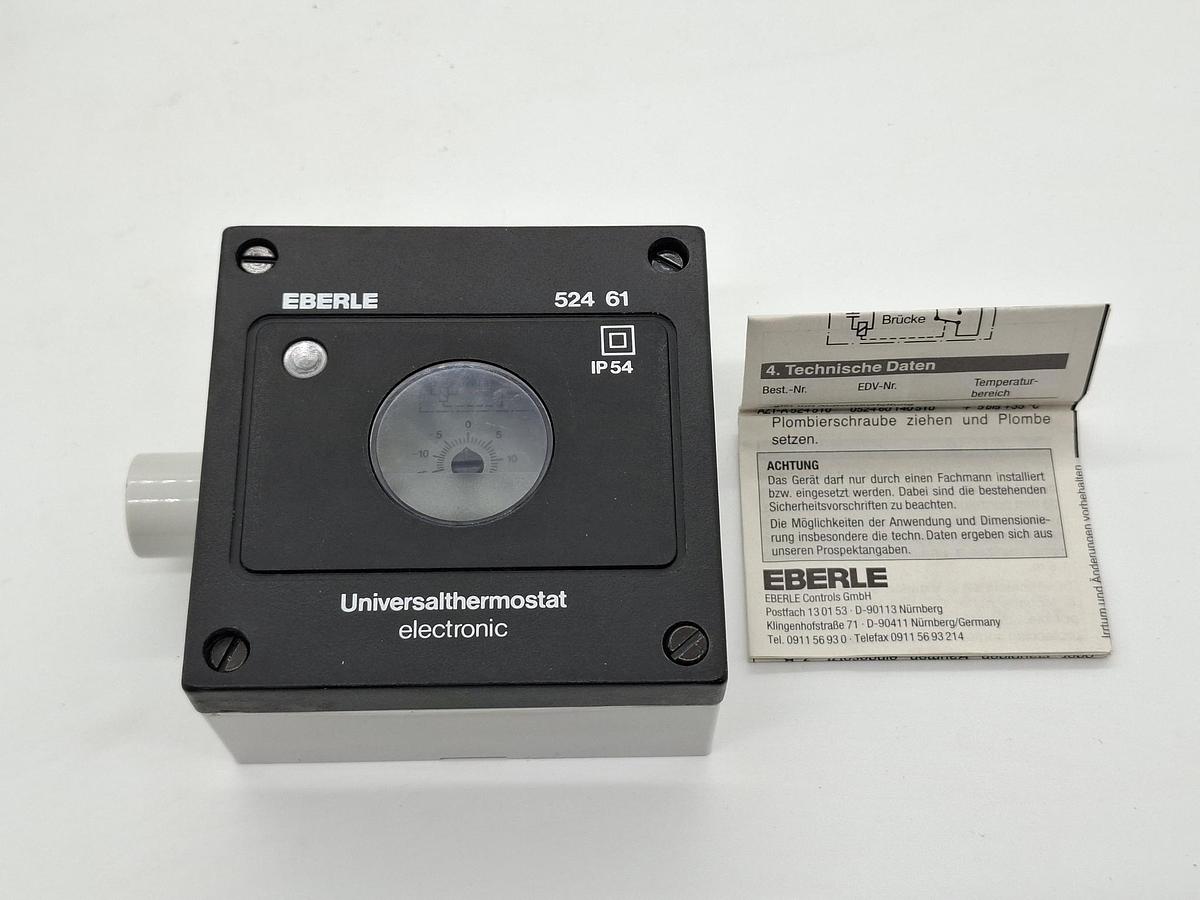 EBERLE
524 61
IP 54
5 0 5
-10 10
Universalthermostat
electronic
Brücke
4. Technische Daten
Best.-Nr. EDV-Nr. Temperatur-
bereich
Plombierschraube ziehen und Plombe
setzen.
ACHTUNG
Das Gerät darf nur durch einen Fachmann installiert
bzw. eingesetzt werden. Dabei sind die bestehenden
Sicherheitsvorschriften zu beachten.
Die Möglichkeiten der Anwendung und Dimensionie-
rung insbesondere die techn. Daten ergeben sich aus
unseren Prospektangaben.
EBERLE
EBERLE Controls GmbH
Postfach 13 01 53 · D-90113 Nürnberg
Klingenhofstraße 71 · D-90411 Nürnberg/Germany
Tel. 0911 56 93 0 · Telefax 0911 56 93 214
Irrtum und Änderungen vorbehalten